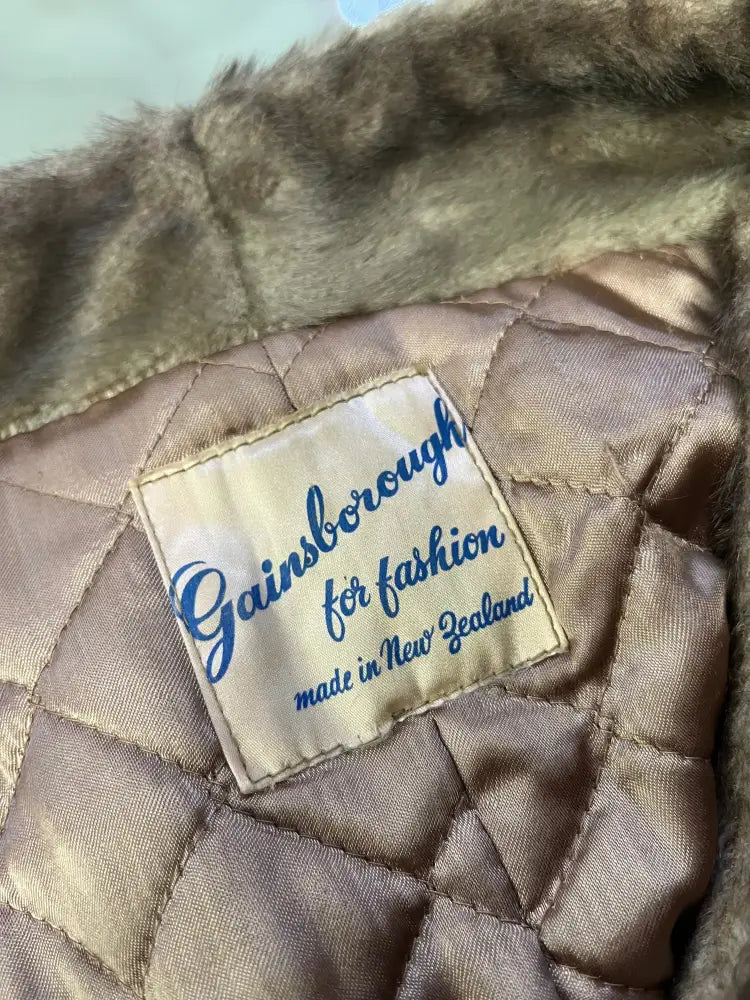 Gainsborough
for fashion
made in New Zealand